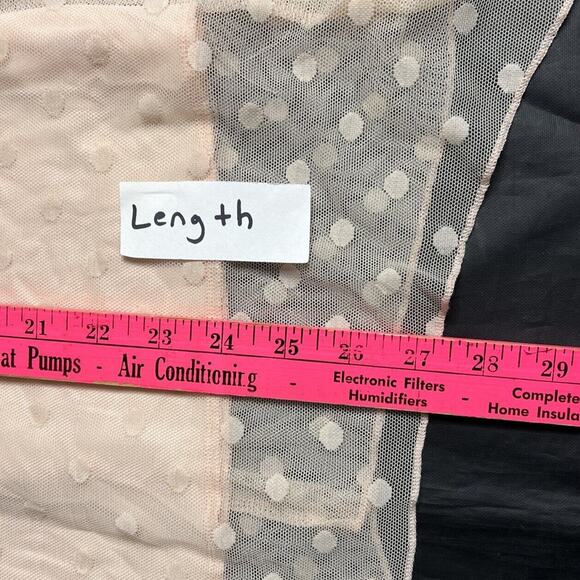 Length
21 22 23 24 25 26 27 28 29
at Pumps - Air Conditioning - Electronic Filters - Complete
Humidifiers Home Insula